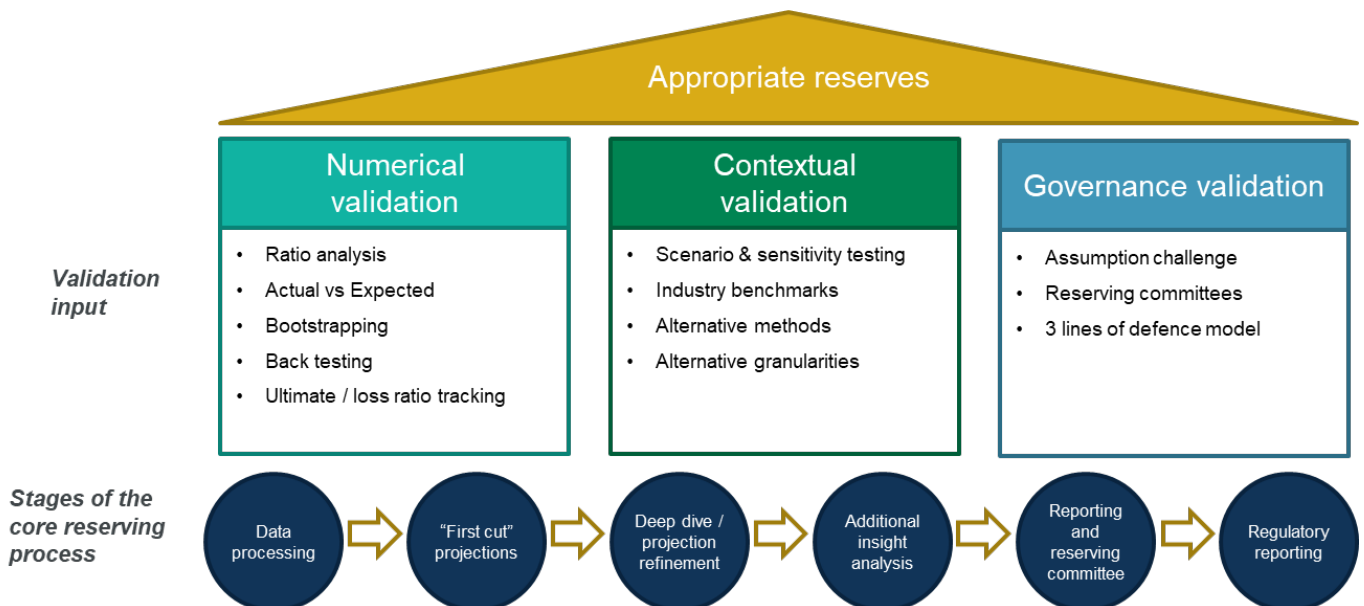 Appropriate reserves
Numerical
validation
Contextual
validation
Governance validation
Validation
input
• Ratio analysis
• Actual vs Expected
• Bootstrapping
• Back testing
• Ultimate / loss ratio tracking
• Scenario & sensitivity testing
• Industry benchmarks
• Alternative methods
• Alternative granularities
• Assumption challenge
• Reserving committees
• 3 lines of defence model
Stages of the
core reserving
process
Data
processing
“First cut”
projections
Deep dive /
projection
refinement
Additional
insight
analysis
Reporting
and
reserving
committee
Regulatory
reporting